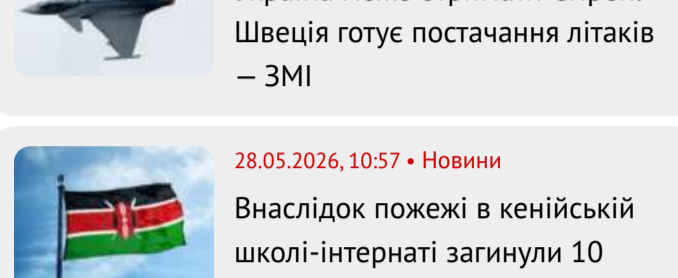 Швеція готує постачання літаків
— ЗМІ
28.05.2026, 10:57 • Новини
Внаслідок пожежі в кенійській
школі-інтернаті загинули 10